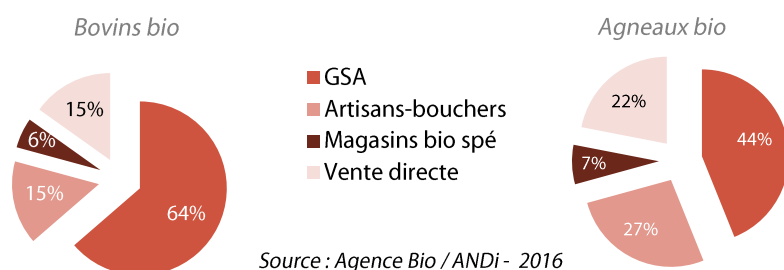 Bovins bio
15%
6%
15%
64%
GSA
Artisans-bouchers
Magasins bio spé
Vente directe
Agneaux bio
22%
44%
7%
27%
Source : Agence Bio / ANDi - 2016